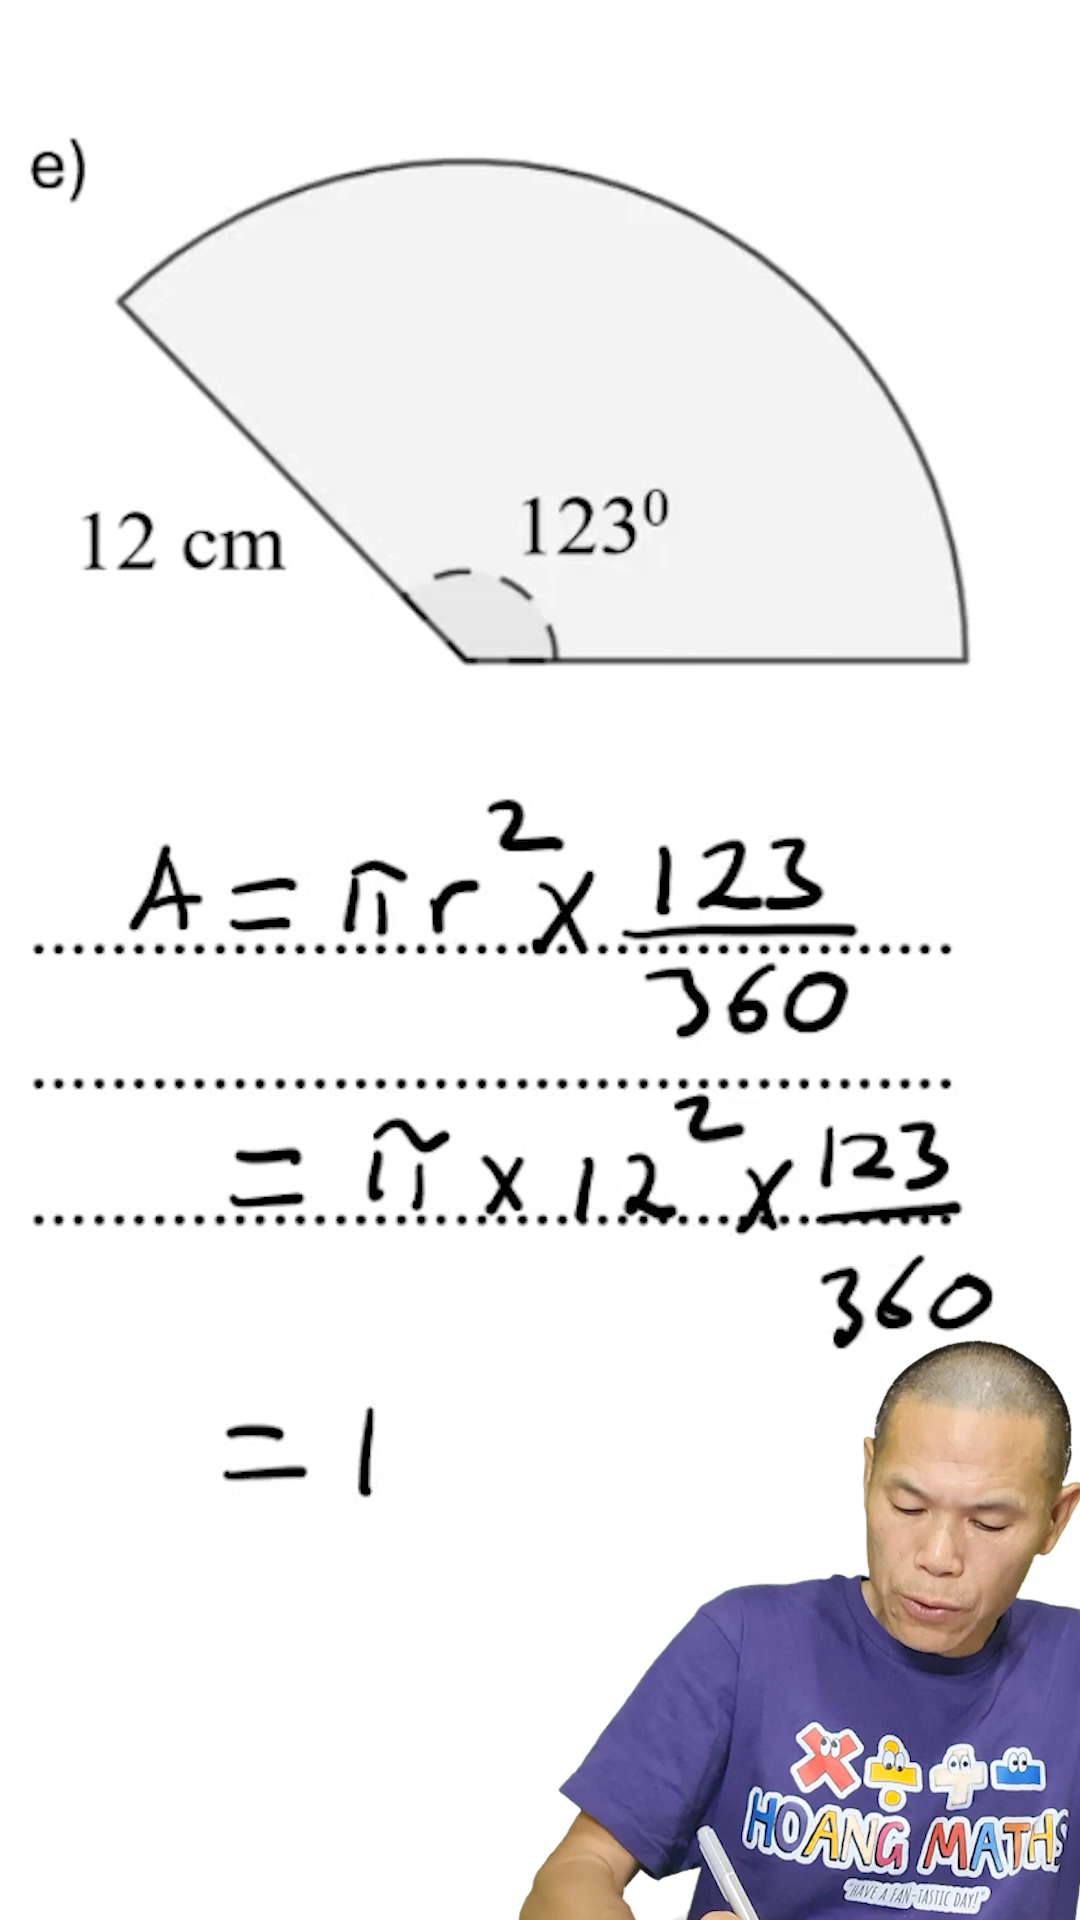 e)
12 cm
123⁰
A = πr² × 123/360
= π × 12² × 123/360
= 1
HOANG MATHS
"HAVE A FAN-TASTIC DAY!"